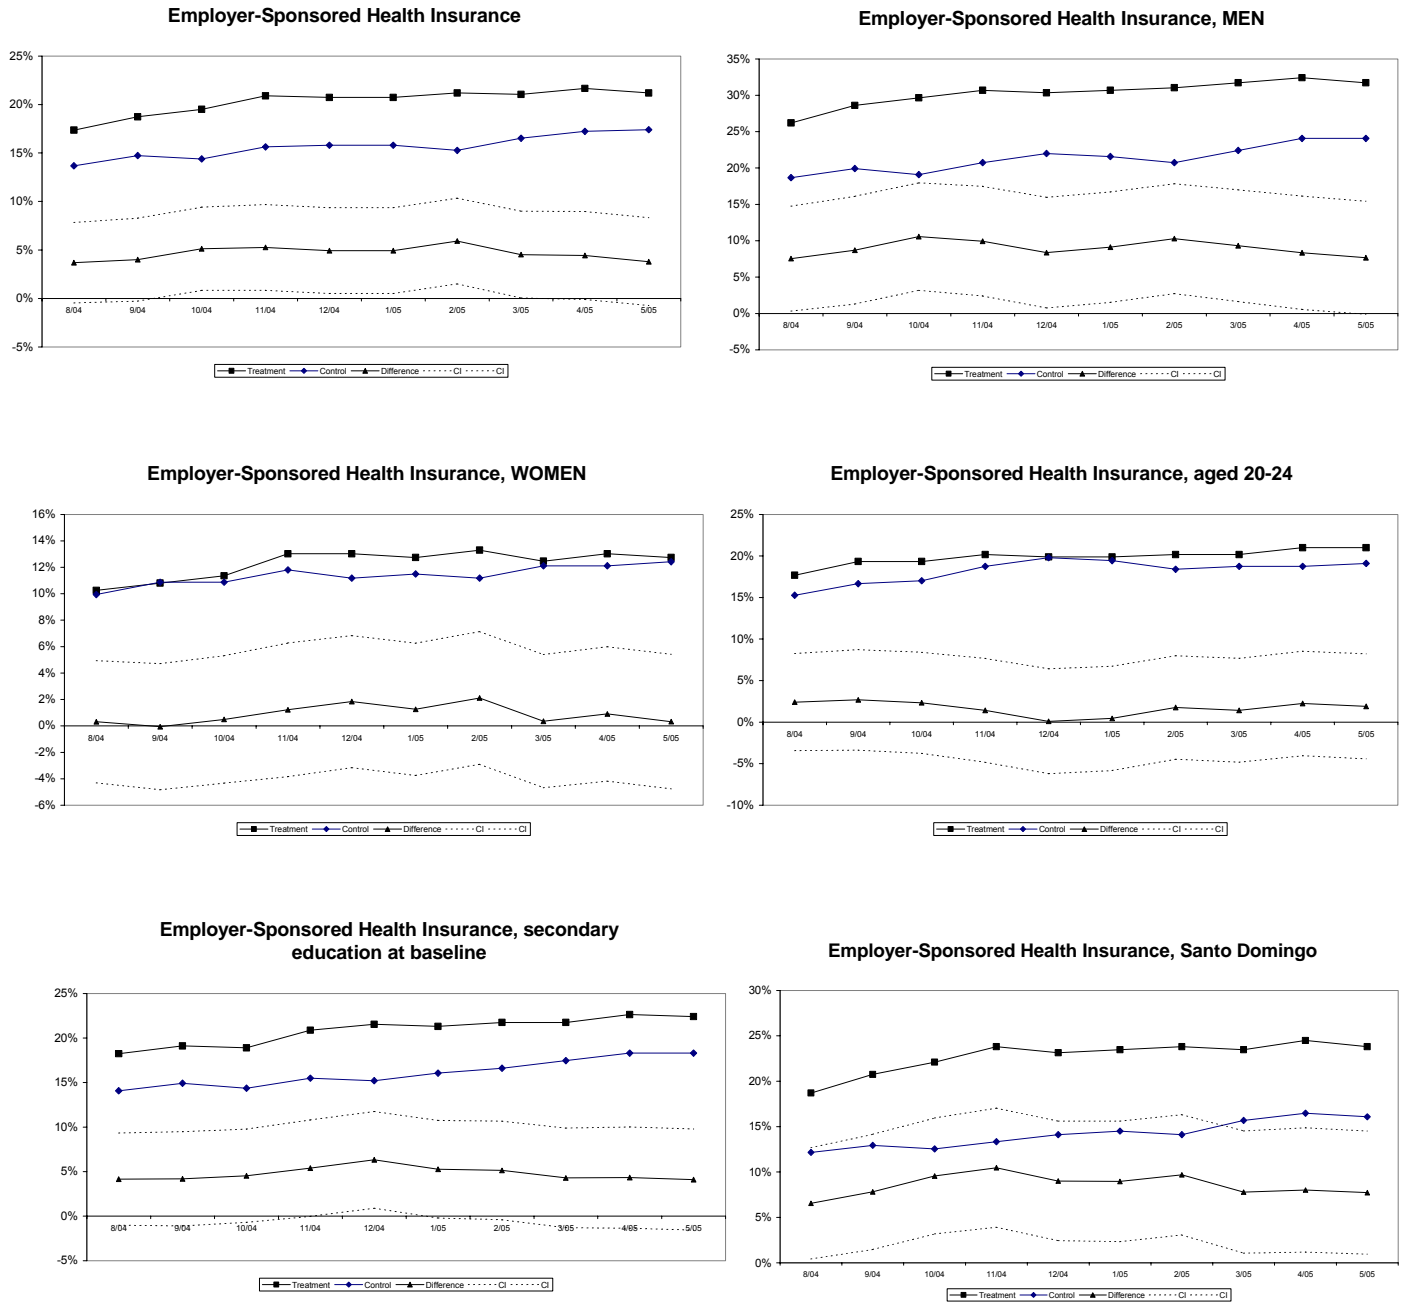 Employer-Sponsored Health Insurance
25%
20%
15%
10%
5%
0%
-5%
8/04 9/04 10/04 11/04 12/04 1/05 2/05 3/05 4/05 5/05
Treatment Control Difference CI CI
Employer-Sponsored Health Insurance, MEN
35%
30%
25%
20%
15%
10%
5%
0%
-5%
8/04 9/04 10/04 11/04 12/04 1/05 2/05 3/05 4/05 5/05
Treatment Control Difference CI CI
Employer-Sponsored Health Insurance, WOMEN
16%
14%
12%
10%
8%
6%
4%
2%
0%
-2%
-4%
-6%
8/04 9/04 10/04 11/04 12/04 1/05 2/05 3/05 4/05 5/05
Treatment Control Difference CI CI
Employer-Sponsored Health Insurance, aged 20-24
25%
20%
15%
10%
5%
0%
-5%
-10%
8/04 9/04 10/04 11/04 12/04 1/05 2/05 3/05 4/05 5/05
Treatment Control Difference CI CI
Employer-Sponsored Health Insurance, secondary
education at baseline
25%
20%
15%
10%
5%
0%
-5%
8/04 9/04 10/04 11/04 12/04 1/05 2/05 3/05 4/05 5/05
Treatment Control Difference CI CI
Employer-Sponsored Health Insurance, Santo Domingo
30%
25%
20%
15%
10%
5%
0%
8/04 9/04 10/04 11/04 12/04 1/05 2/05 3/05 4/05 5/05
Treatment Control Difference CI CI